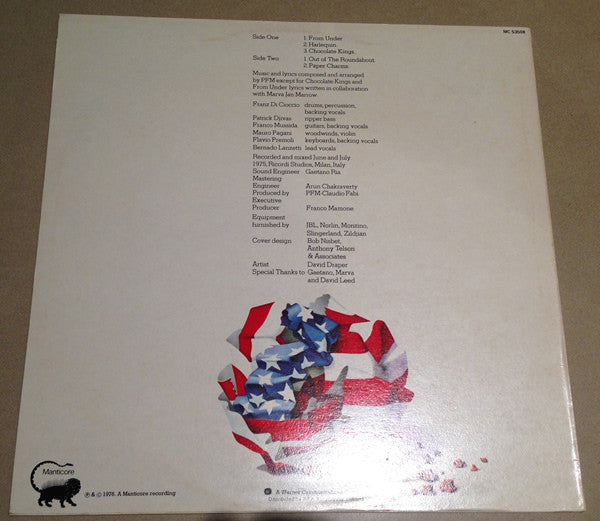 MC 53508
Side One 1. From Under
2. Harlequin.
3. Chocolate Kings.
Side Two 1. Out of The Roundabout
2. Paper Charms.
Music and lyrics composed and arranged
by PFM except for Chocolate Kings and
From Under lyrics written in collaboration
with Marva Jan Marrow.
Franz Di Cioccio drums, percussion,
backing vocals
Patrick Djivas ripper bass
Franco Mussida guitars, backing vocals
Mauro Pagani woodwinds, violin
Flavio Premoli keyboards, backing vocals
Bernado Lanzetti lead vocals
Recorded and mixed June and July
1975, Ricordi Studios, Milan, Italy
Sound Engineer Gaetano Ria
Mastering
Engineer Arun Chakraverty
Produced by PFM-Claudio Fabi
Executive
Producer Franco Mamone
Equipment
furnished by JBL, Norlin, Monzino,
Slingerland, Zildjian
Cover design Bob Nisbet,
Anthony Telson
& Associates
Artist David Draper
Special Thanks to Gaetano, Marva
and David Leed
Manticore
℗ & © 1976. A Manticore recording
A Warner Communications